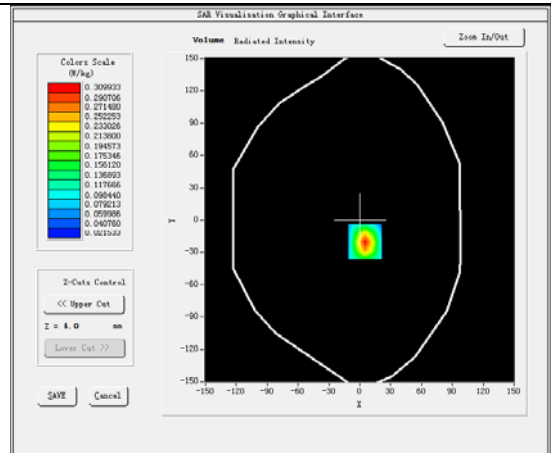 SAR Visualisation Graphical Interface
Volume Radiated Intensity
Zoom In/Out
Colors Scale
(W/kg)
0.309933
0.290706
0.271480
0.252253
0.233026
0.213800
0.194573
0.175346
0.156120
0.136893
0.117666
0.098440
0.079213
0.059986
0.040760
0.021533
Z-Cuts Control
<< Upper Cut
Z = 4.0 mm
Lower Cut >>
SAVE
Cancel
150
120
90
60
30
0
-30
-60
-90
-120
-150
Y
-150 -120 -90 -60 -30 0 30 60 90 120 150
X